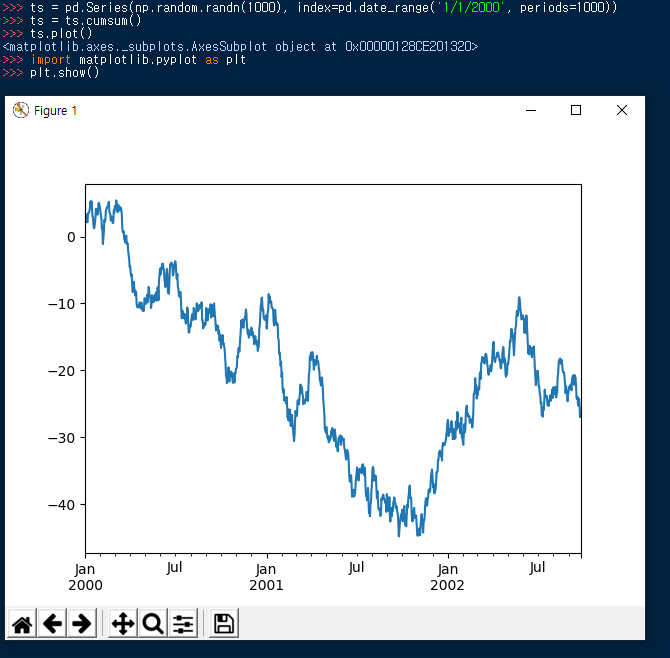 >>> ts = pd.Series(np.random.randn(1000), index=pd.date_range('1/1/2000', periods=1000))
>>> ts = ts.cumsum()
>>> ts.plot()
<matplotlib.axes._subplots.AxesSubplot object at 0x00000128CE201320>
>>> import matplotlib.pyplot as plt
>>> plt.show()
Figure 1
0
−10
−20
−30
−40
Jan Jul Jan Jul Jan Jul
2000 2001 2002